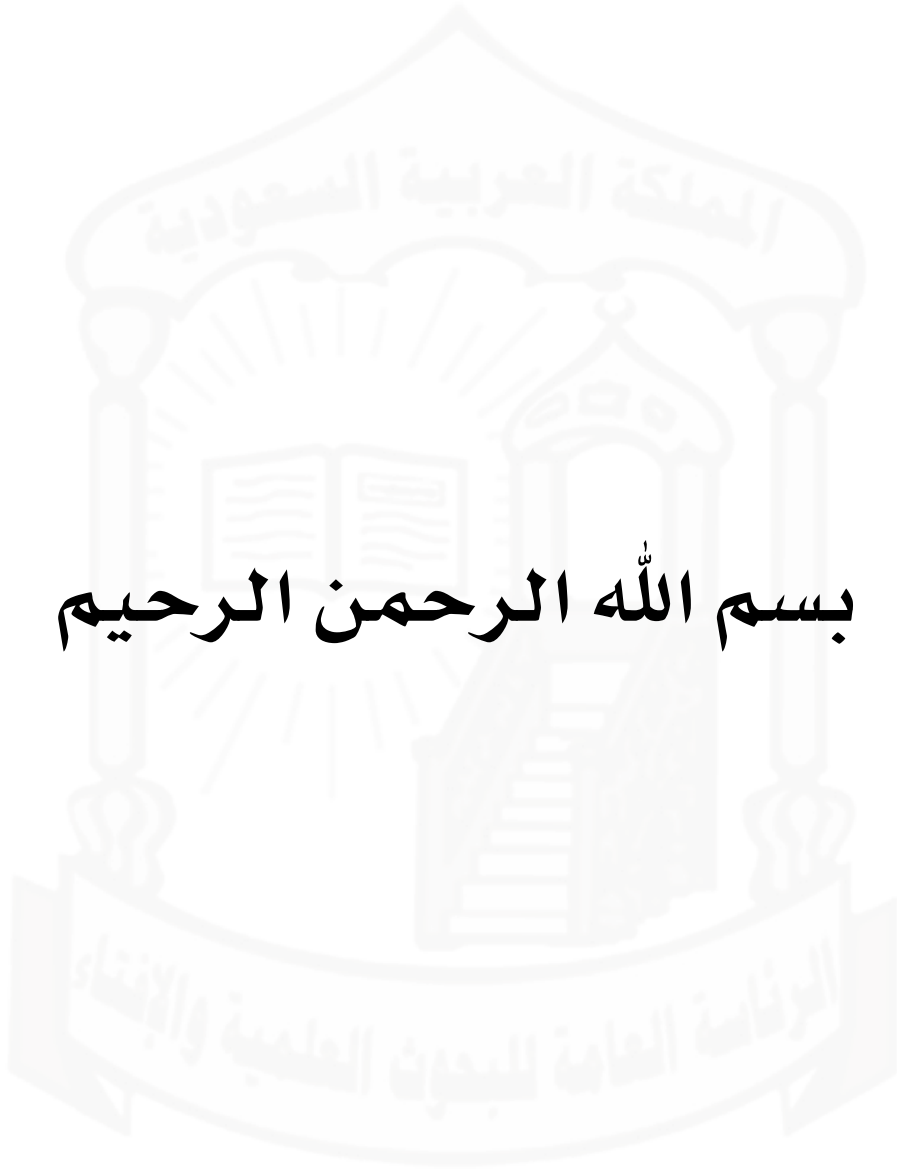 المملكة العربية السعودية
بسم الله الرحمن الرحيم
الرئاسة العامة للبحوث العلمية والإفتاء